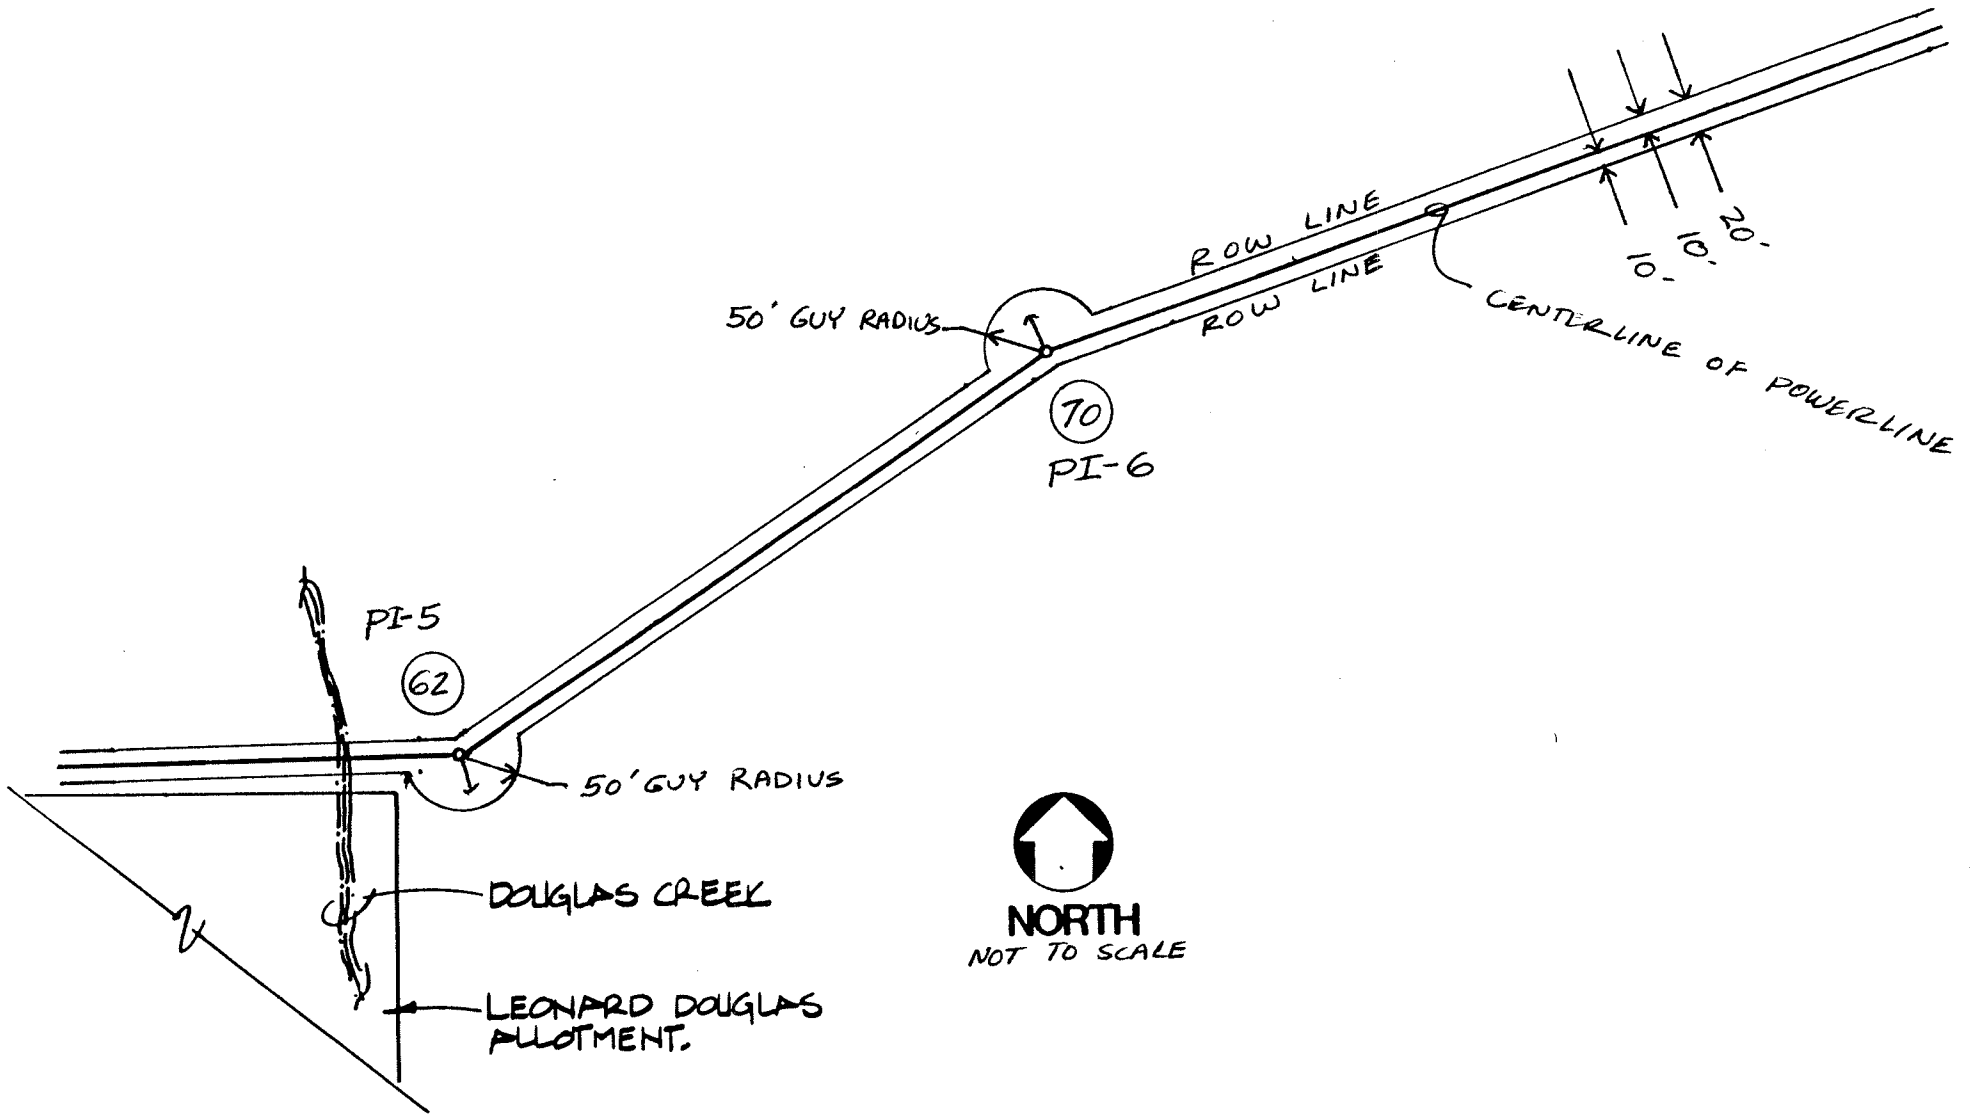 ROW LINE
ROW LINE
10-
10-
20-
50' GUY RADIUS
CENTERLINE OF POWERLINE
70
PI-6
PI-5
62
50' GUY RADIUS
DOUGLAS CREEK
NORTH
NOT TO SCALE
LEONARD DOUGLAS
ALLOTMENT.